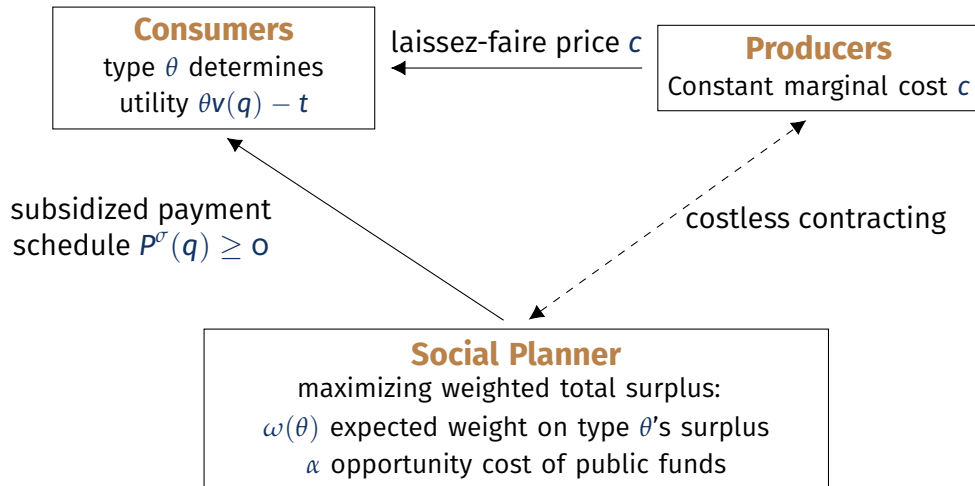 Consumers
type θ determines
utility θv(q) − t
laissez-faire price c
Producers
Constant marginal cost c
subsidized payment
schedule P^σ(q) ≥ 0
costless contracting
Social Planner
maximizing weighted total surplus:
ω(θ) expected weight on type θ's surplus
α opportunity cost of public funds